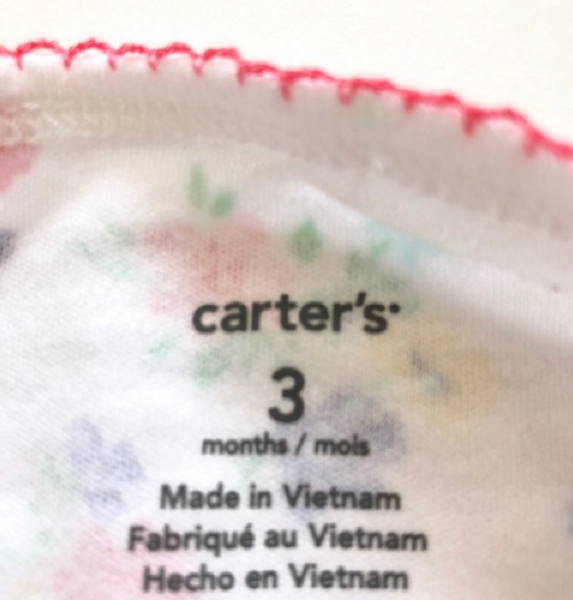 carter's
3
months / mois
Made in Vietnam
Fabriqué au Vietnam
Hecho en Vietnam